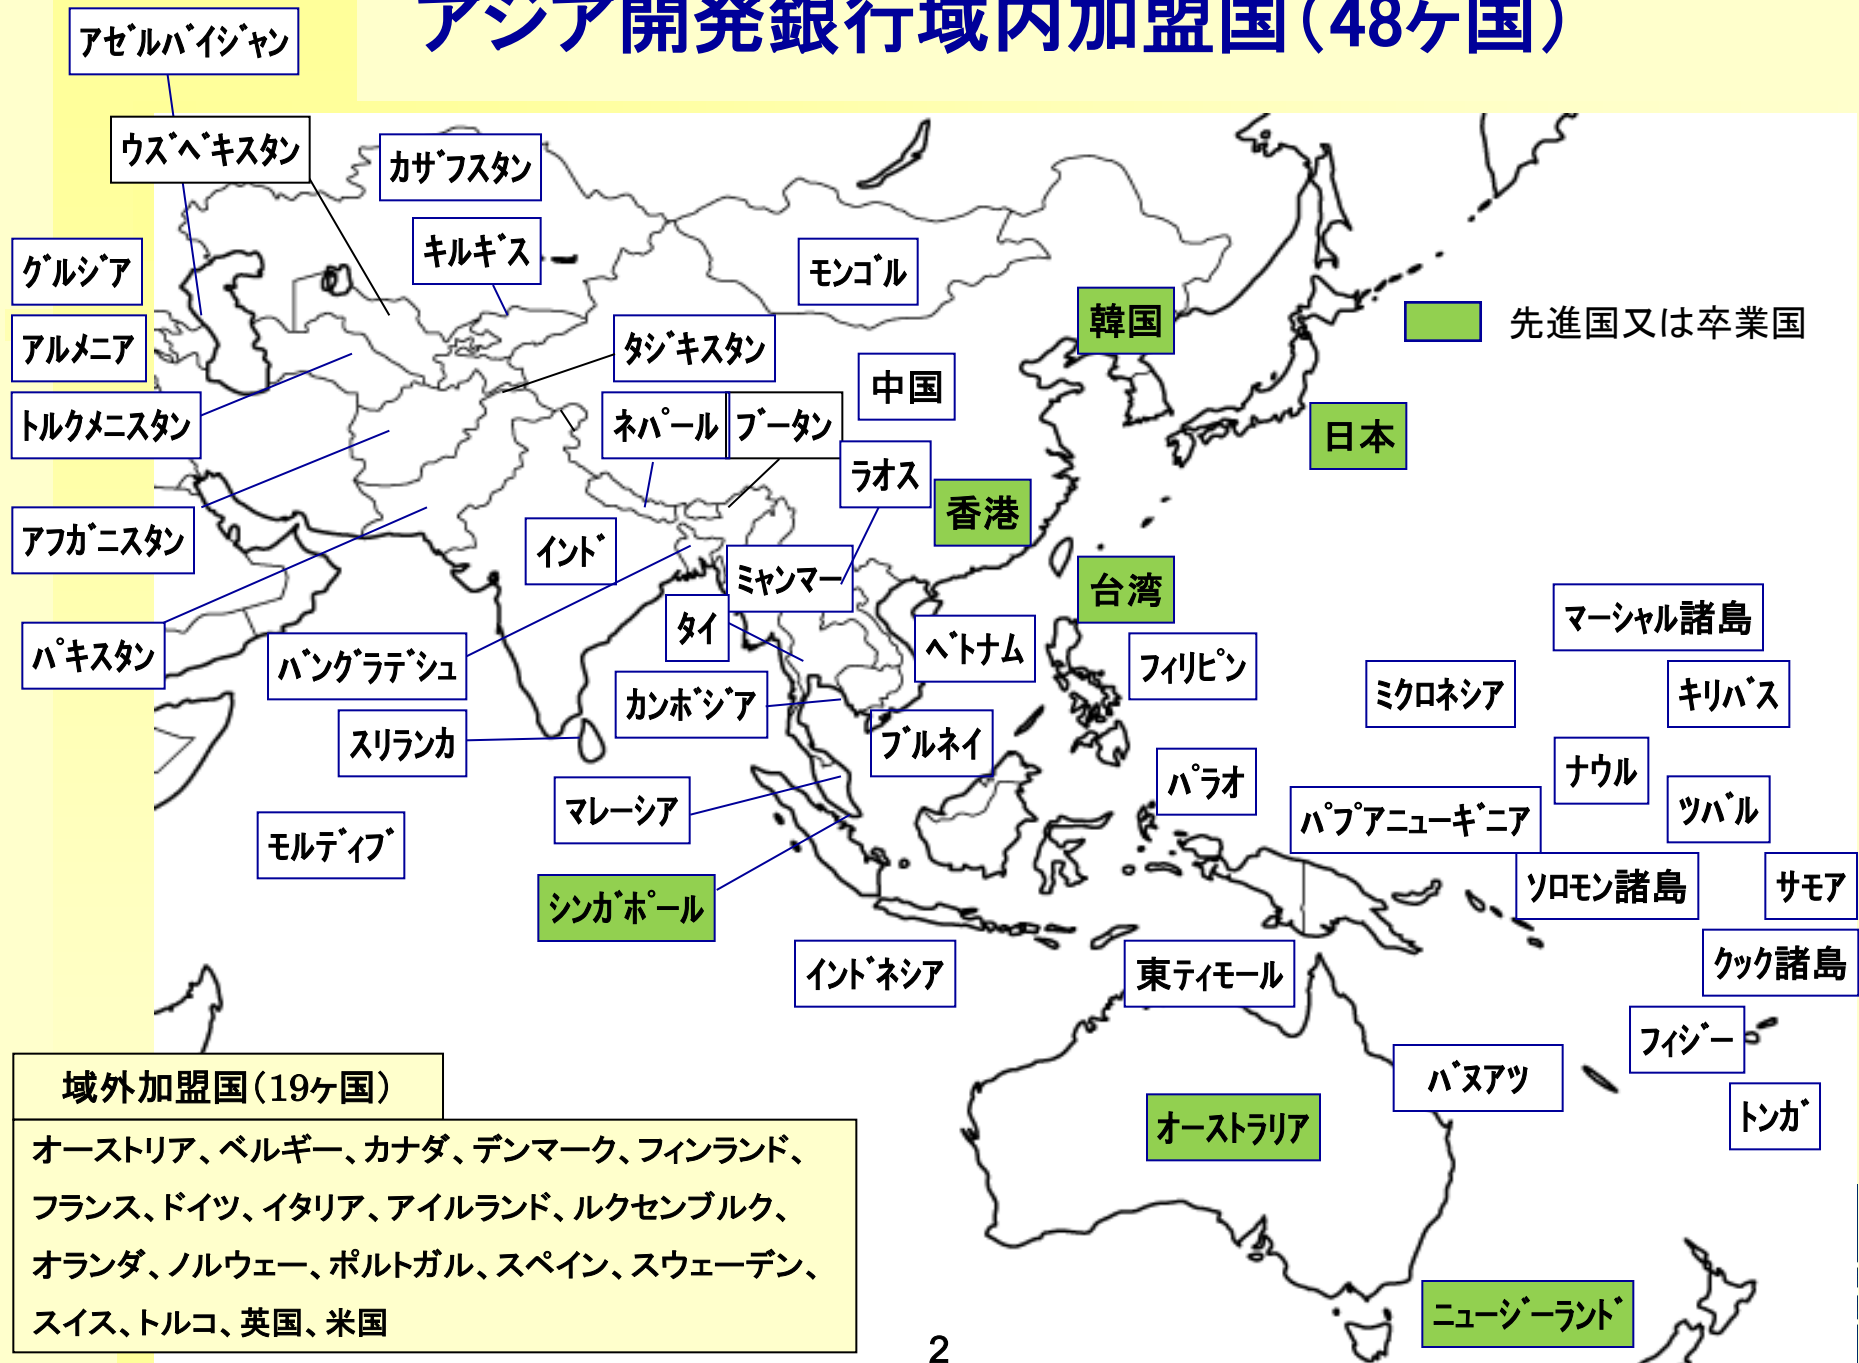 アジア開発銀行域内加盟国(48ヶ国)
アゼルバイジャン
ウズベキスタン
カザフスタン
キルギス
モンゴル
グルジア
韓国
先進国又は卒業国
アルメニア
タジキスタン
中国
トルクメニスタン
ネパール
ブータン
日本
ラオス
香港
アフガニスタン
インド
ミャンマー
台湾
マーシャル諸島
タイ
パキスタン
バングラデシュ
ベトナム
フィリピン
ミクロネシア
キリバス
カンボジア
スリランカ
ブルネイ
パラオ
ナウル
マレーシア
ツバル
パプアニューギニア
モルディブ
シンガポール
ソロモン諸島
サモア
インドネシア
東ティモール
クック諸島
フィジー
バヌアツ
トンガ
オーストラリア
域外加盟国(19ヶ国)
オーストリア、ベルギー、カナダ、デンマーク、フィンランド、
フランス、ドイツ、イタリア、アイルランド、ルクセンブルク、
オランダ、ノルウェー、ポルトガル、スペイン、スウェーデン、
スイス、トルコ、英国、米国
ニュージーランド
2